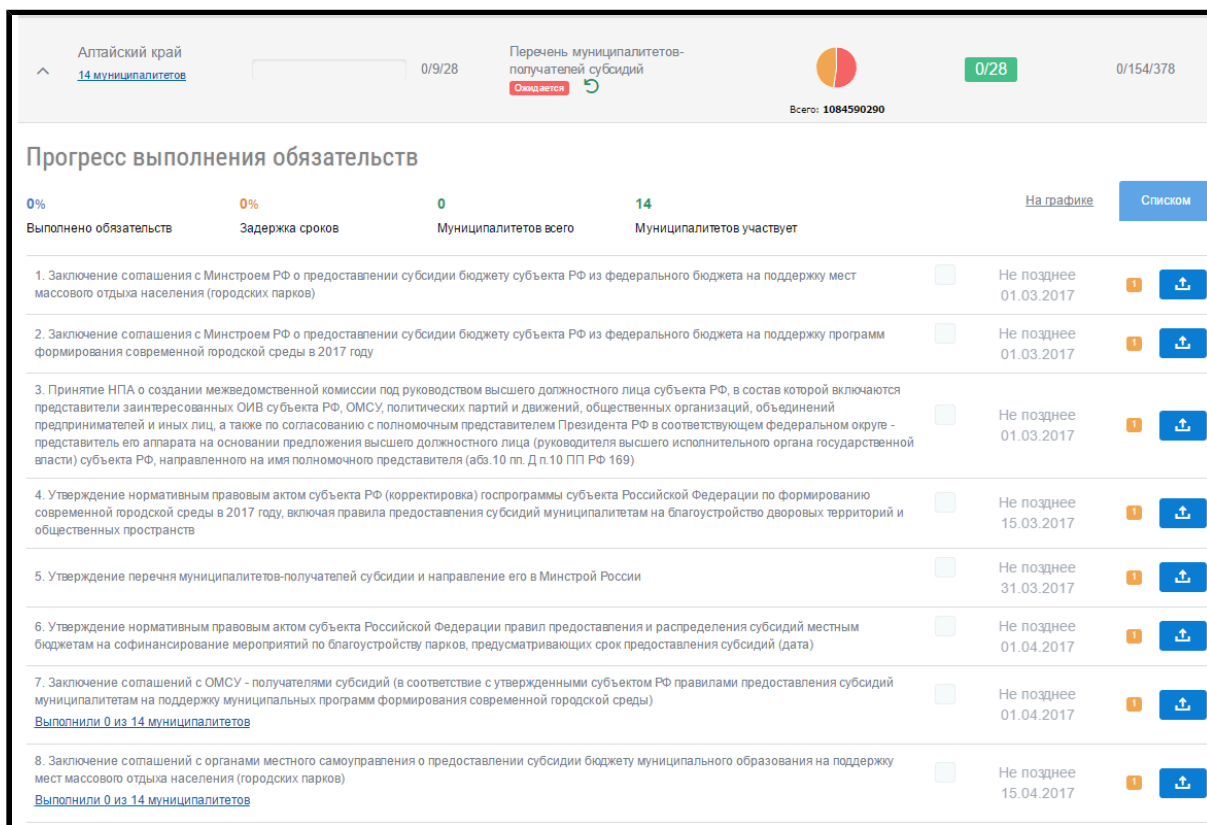 Алтайский край
14 муниципалитетов
0/9/28
Перечень муниципалитетов-
получателей субсидий
Ожидается
Всего: 1084590290
0/28
0/154/378
Прогресс выполнения обязательств
0%
Выполнено обязательств
0%
Задержка сроков
0
Муниципалитетов всего
14
Муниципалитетов участвует
На графике
Списком
1. Заключение соглашения с Минстроем РФ о предоставлении субсидии бюджету субъекта РФ из федерального бюджета на поддержку мест
массового отдыха населения (городских парков)
Не позднее
01.03.2017
1
2. Заключение соглашения с Минстроем РФ о предоставлении субсидии бюджету субъекта РФ из федерального бюджета на поддержку программ
формирования современной городской среды в 2017 году
Не позднее
01.03.2017
1
3. Принятие НПА о создании межведомственной комиссии под руководством высшего должностного лица субъекта РФ, в состав которой включаются
представители заинтересованных ОИВ субъекта РФ, ОМСУ, политических партий и движений, общественных организаций, объединений
предпринимателей и иных лиц, а также по согласованию с полномочным представителем Президента РФ в соответствующем федеральном округе -
представитель его аппарата на основании предложения высшего должностного лица (руководителя высшего исполнительного органа государственной
власти) субъекта РФ, направленного на имя полномочного представителя (абз.10 пп. Д п.10 ПП РФ 169)
Не позднее
01.03.2017
1
4. Утверждение нормативным правовым актом субъекта РФ (корректировка) госпрограммы субъекта Российской Федерации по формированию
современной городской среды в 2017 году, включая правила предоставления субсидий муниципалитетам на благоустройство дворовых территорий и
общественных пространств
Не позднее
15.03.2017
1
5. Утверждение перечня муниципалитетов-получателей субсидии и направление его в Минстрой России
Не позднее
31.03.2017
1
6. Утверждение нормативным правовым актом субъекта Российской Федерации правил предоставления и распределения субсидий местным
бюджетам на софинансирование мероприятий по благоустройству парков, предусматривающих срок предоставления субсидий (дата)
Не позднее
01.04.2017
1
7. Заключение соглашений с ОМСУ - получателями субсидий (в соответствие с утвержденными субъектом РФ правилами предоставления субсидий
муниципалитетам на поддержку муниципальных программ формирования современной городской среды)
Выполнили 0 из 14 муниципалитетов
Не позднее
01.04.2017
1
8. Заключение соглашений с органами местного самоуправления о предоставлении субсидии бюджету муниципального образования на поддержку
мест массового отдыха населения (городских парков)
Выполнили 0 из 14 муниципалитетов
Не позднее
15.04.2017
1